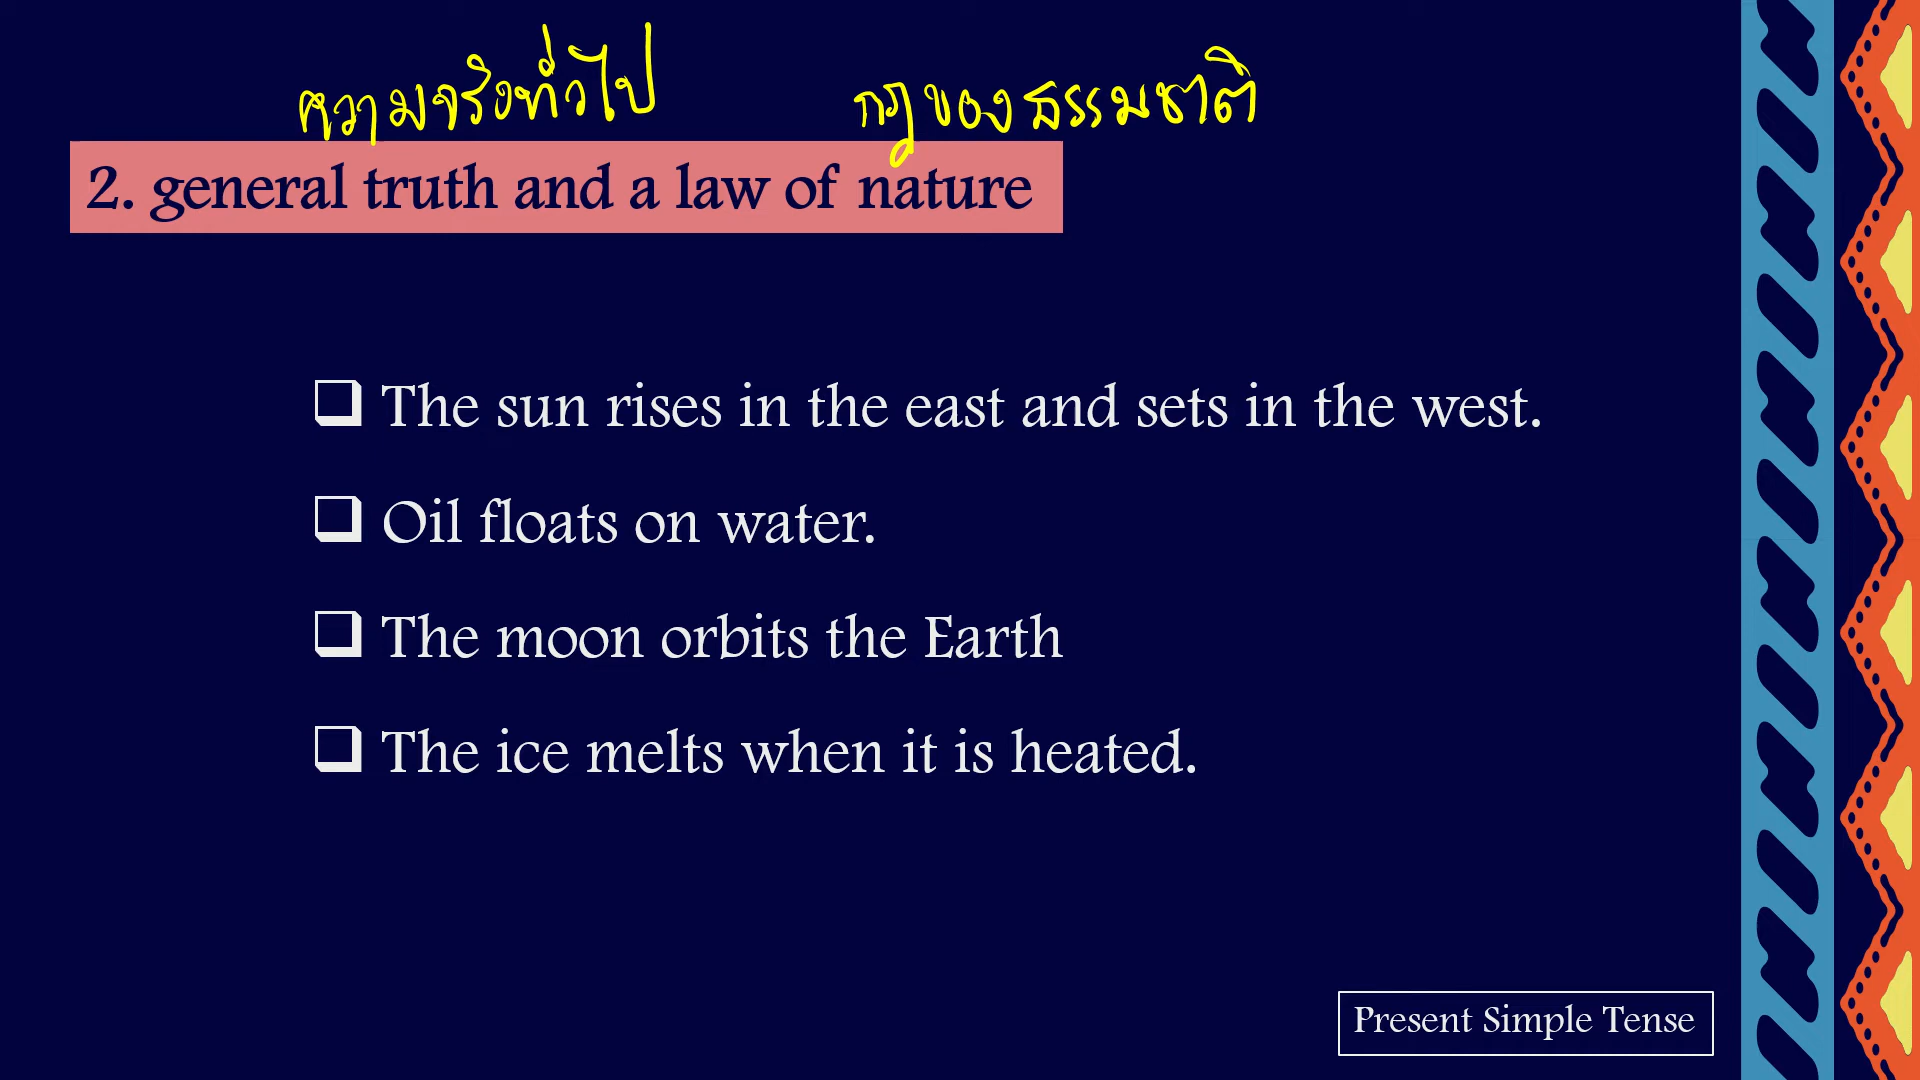 ความจริงทั่วไป กฎของธรรมชาติ
2. general truth and a law of nature
❑ The sun rises in the east and sets in the west.
❑ Oil floats on water.
❑ The moon orbits the Earth
❑ The ice melts when it is heated.
Present Simple Tense